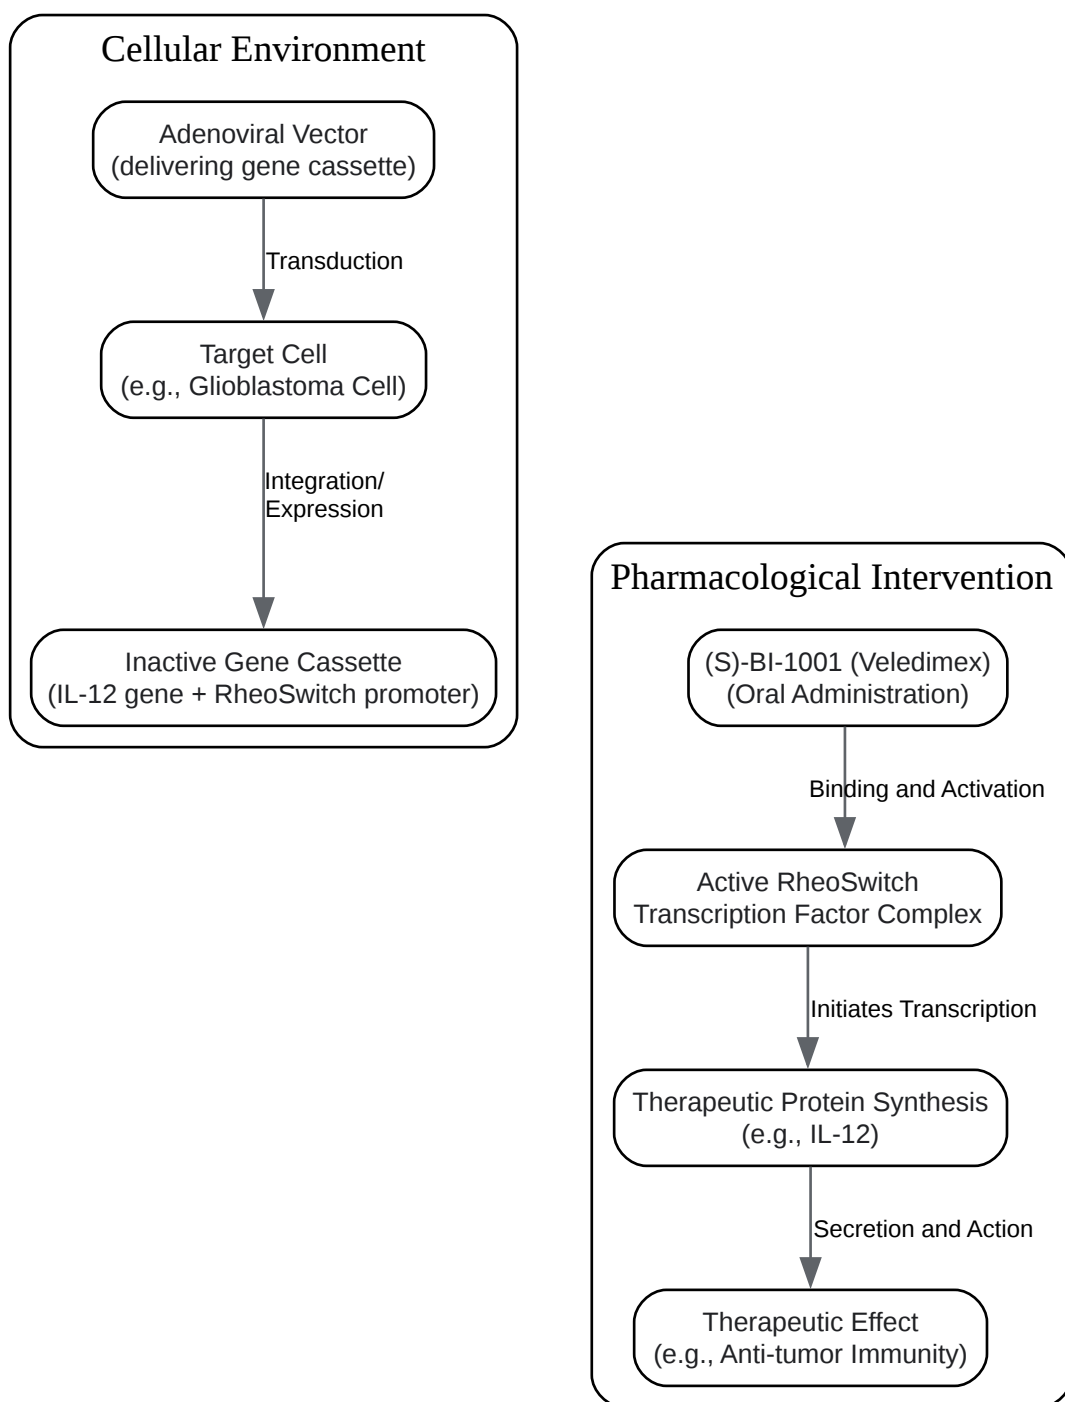 Cellular Environment
Adenoviral Vector
(delivering gene cassette)
Transduction
Target Cell
(e.g., Glioblastoma Cell)
Integration/
Expression
Inactive Gene Cassette
(IL-12 gene + RheoSwitch promoter)
Pharmacological Intervention
(S)-BI-1001 (Veledimex)
(Oral Administration)
Binding and Activation
Active RheoSwitch
Transcription Factor Complex
Initiates Transcription
Therapeutic Protein Synthesis
(e.g., IL-12)
Secretion and Action
Therapeutic Effect
(e.g., Anti-tumor Immunity)